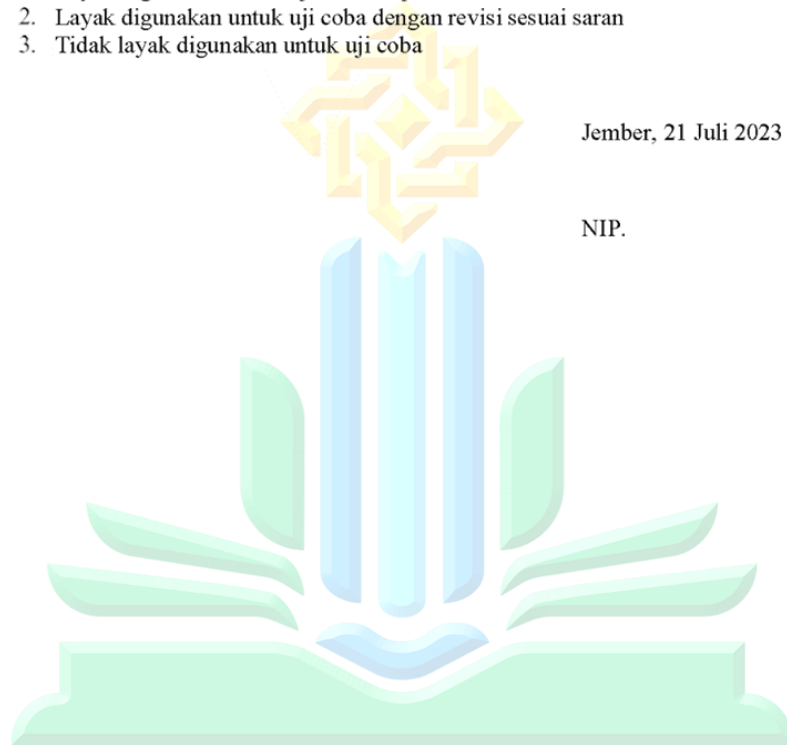 2. Layak digunakan untuk uji coba dengan revisi sesuai saran
3. Tidak layak digunakan untuk uji coba
Jember, 21 Juli 2023
NIP.